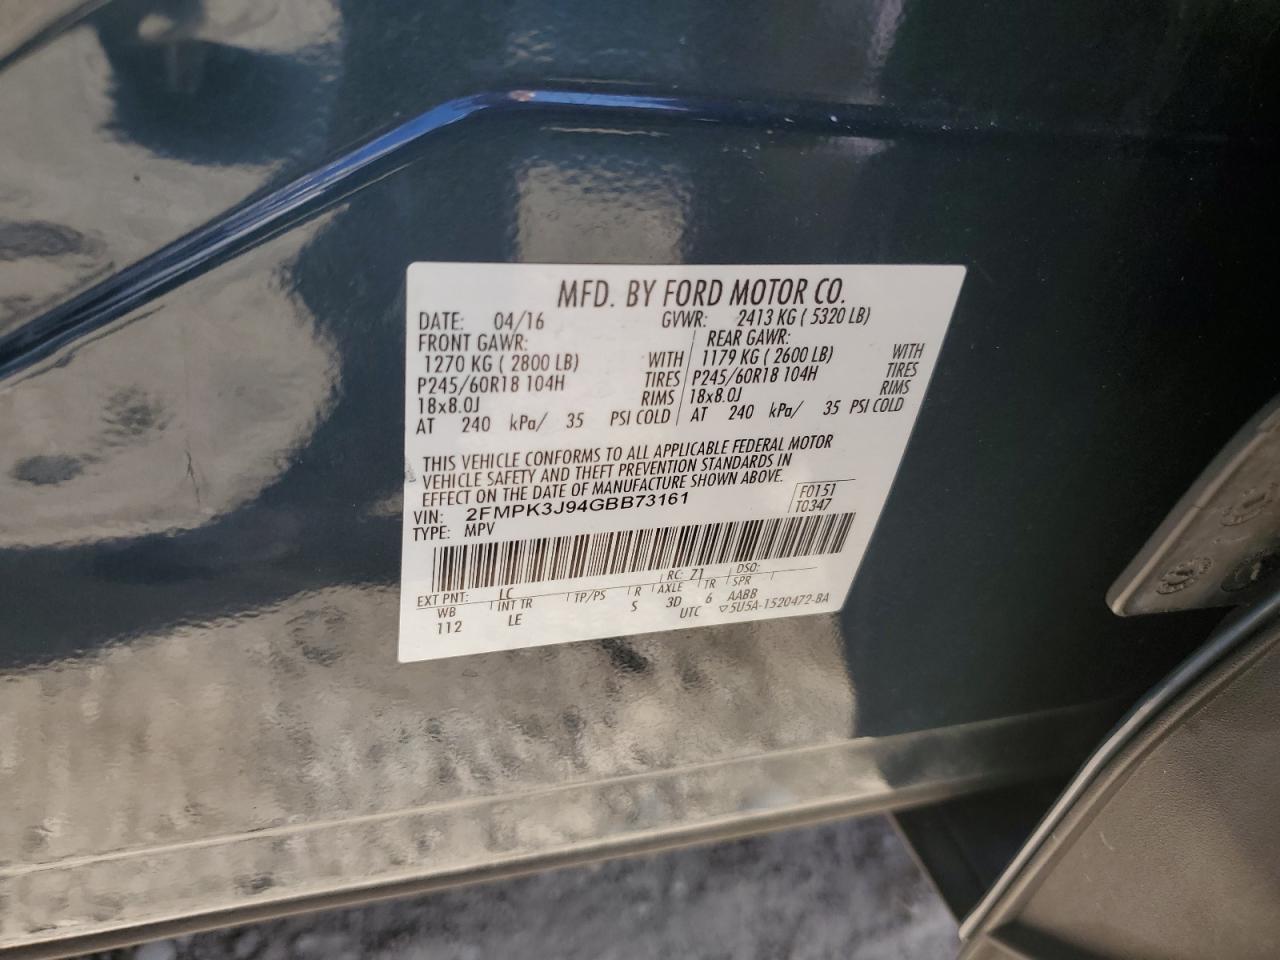 MFD. BY FORD MOTOR CO.
DATE: 04/16 GVWR: 2413 KG ( 5320 LB)
FRONT GAWR: REAR GAWR:
1270 KG ( 2800 LB) WITH 1179 KG ( 2600 LB) WITH
P245/60R18 104H TIRES P245/60R18 104H TIRES
18x8.0J RIMS 18x8.0J RIMS
AT 240 kPa/ 35 PSI COLD AT 240 kPa/ 35 PSI COLD
THIS VEHICLE CONFORMS TO ALL APPLICABLE FEDERAL MOTOR
VEHICLE SAFETY AND THEFT PREVENTION STANDARDS IN
EFFECT ON THE DATE OF MANUFACTURE SHOWN ABOVE.
VIN: 2FMPK3J94GBB73161 F0151
TYPE: MPV T0347
EXT PNT: LC RC: 71 DSO:
WB INT TR TP/PS R AXLE TR SPR
112 LE S 3D 6 AABB
UTC ▽5U5A-1520472-BA